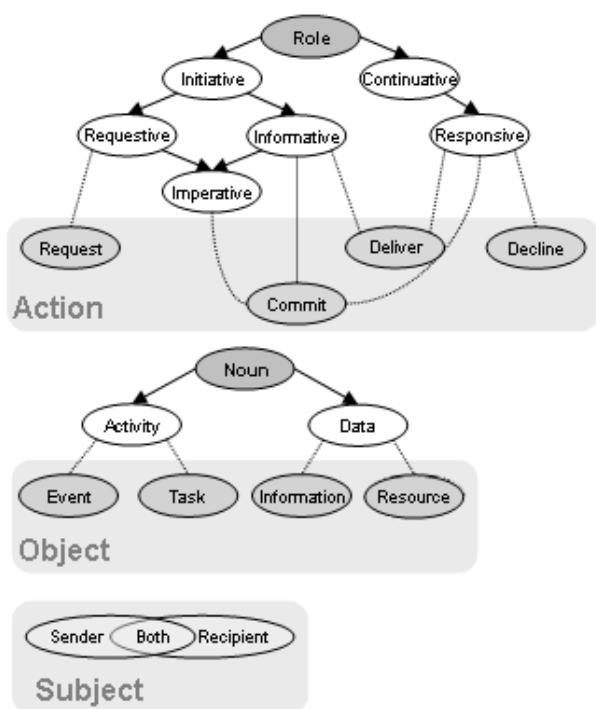 Role
Initiative
Continuative
Requestive
Informative
Responsive
Imperative
Request
Deliver
Decline
Action
Commit
Noun
Activity
Data
Event
Task
Information
Resource
Object
Sender
Both
Recipient
Subject